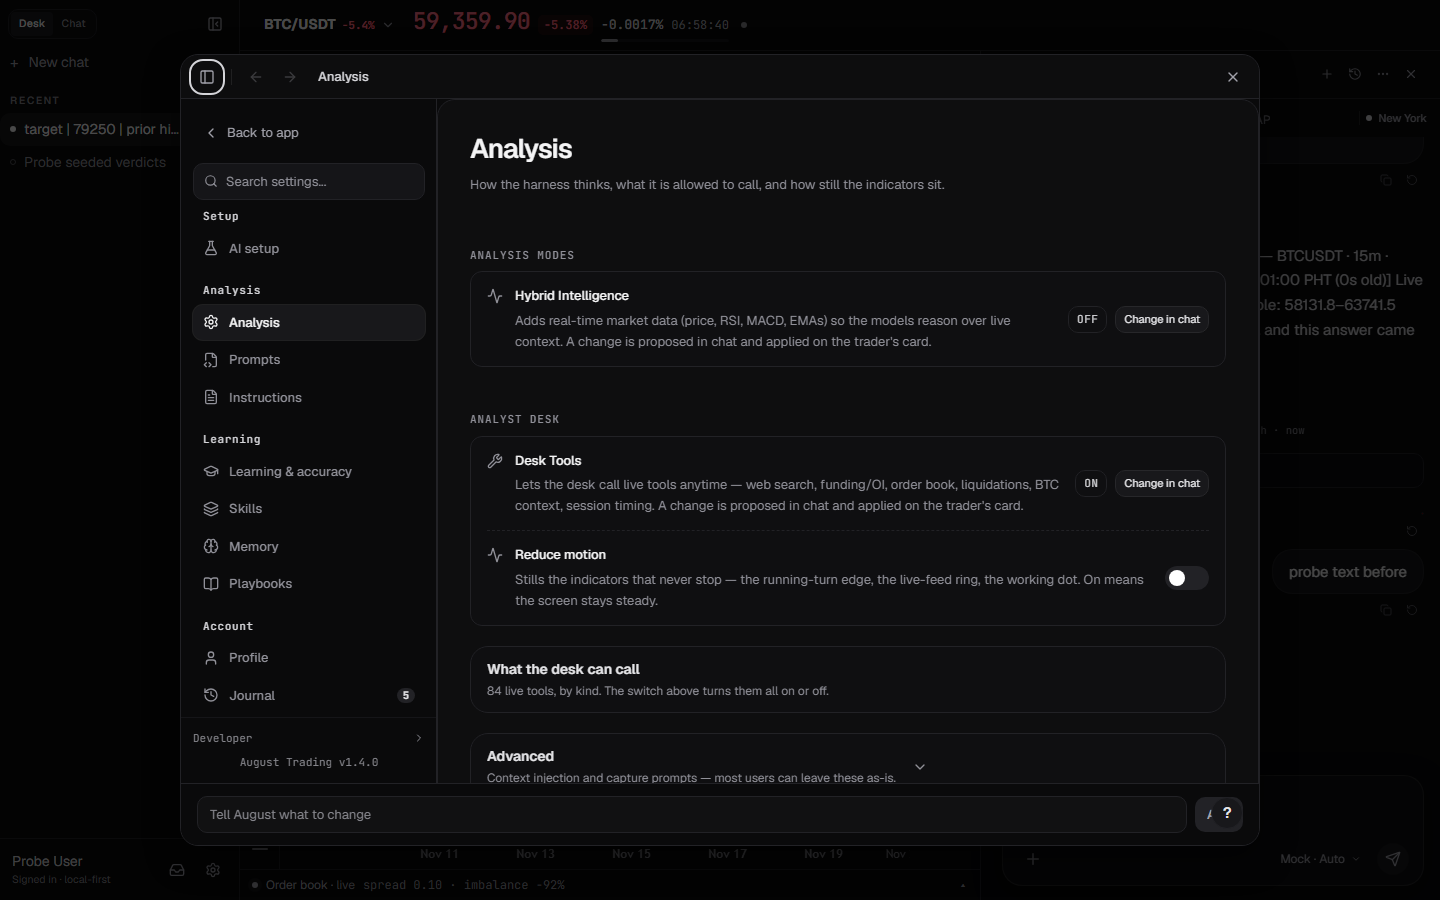 Desk Chat
BTC/USDT -5.4% 59,359.90 -5.38% -0.0017% 06:58:40
+ New chat
RECENT
target | 79250 | prior hi...
Probe seeded verdicts
Analysis
Back to app
Search settings...
Setup
AI setup
Analysis
Analysis
Prompts
Instructions
Learning
Learning & accuracy
Skills
Memory
Playbooks
Account
Profile
Journal 5
Developer
August Trading v1.4.0
Analysis
How the harness thinks, what it is allowed to call, and how still the indicators sit.
ANALYSIS MODES
Hybrid Intelligence
Adds real-time market data (price, RSI, MACD, EMAs) so the models reason over live
context. A change is proposed in chat and applied on the trader's card.
OFF Change in chat
ANALYST DESK
Desk Tools
Lets the desk call live tools anytime — web search, funding/OI, order book, liquidations, BTC
context, session timing. A change is proposed in chat and applied on the trader's card.
ON Change in chat
Reduce motion
Stills the indicators that never stop — the running-turn edge, the live-feed ring, the working dot. On means
the screen stays steady.
What the desk can call
84 live tools, by kind. The switch above turns them all on or off.
Advanced
Context injection and capture prompts — most users can leave these as-is.
Tell August what to change
?
New York
— BTCUSDT · 15m ·
01:00 PHT (0s old)] Live
58131.8–63741.5
and this answer came
· now
probe text before
Mock · Auto
Probe User
Signed in · local-first
Nov 11 Nov 13 Nov 15 Nov 17 Nov 19 Nov
Order book · live spread 0.10 · imbalance -92%